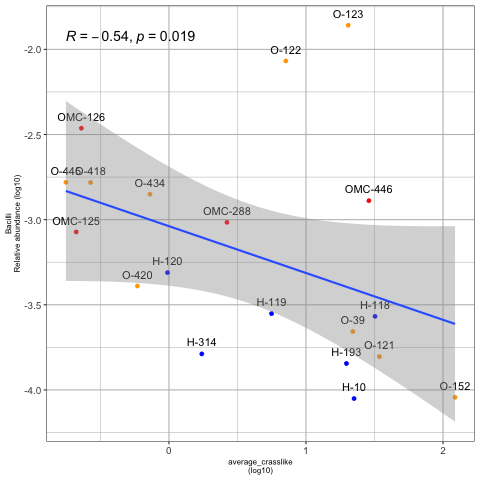 O-123
R = – 0.54, p = 0.019
-2.0
O-122
-2.5
OMC-126
O-445
O-418
O-434
OMC-446
OMC-288
-3.0
OMC-125
H-120
O-420
H-119
H-118
-3.5
O-39
H-314
H-193
O-121
H-10
O-152
-4.0
0
1
2
average_crasslike
(log10)
Bacilli
Relative abundance (log10)